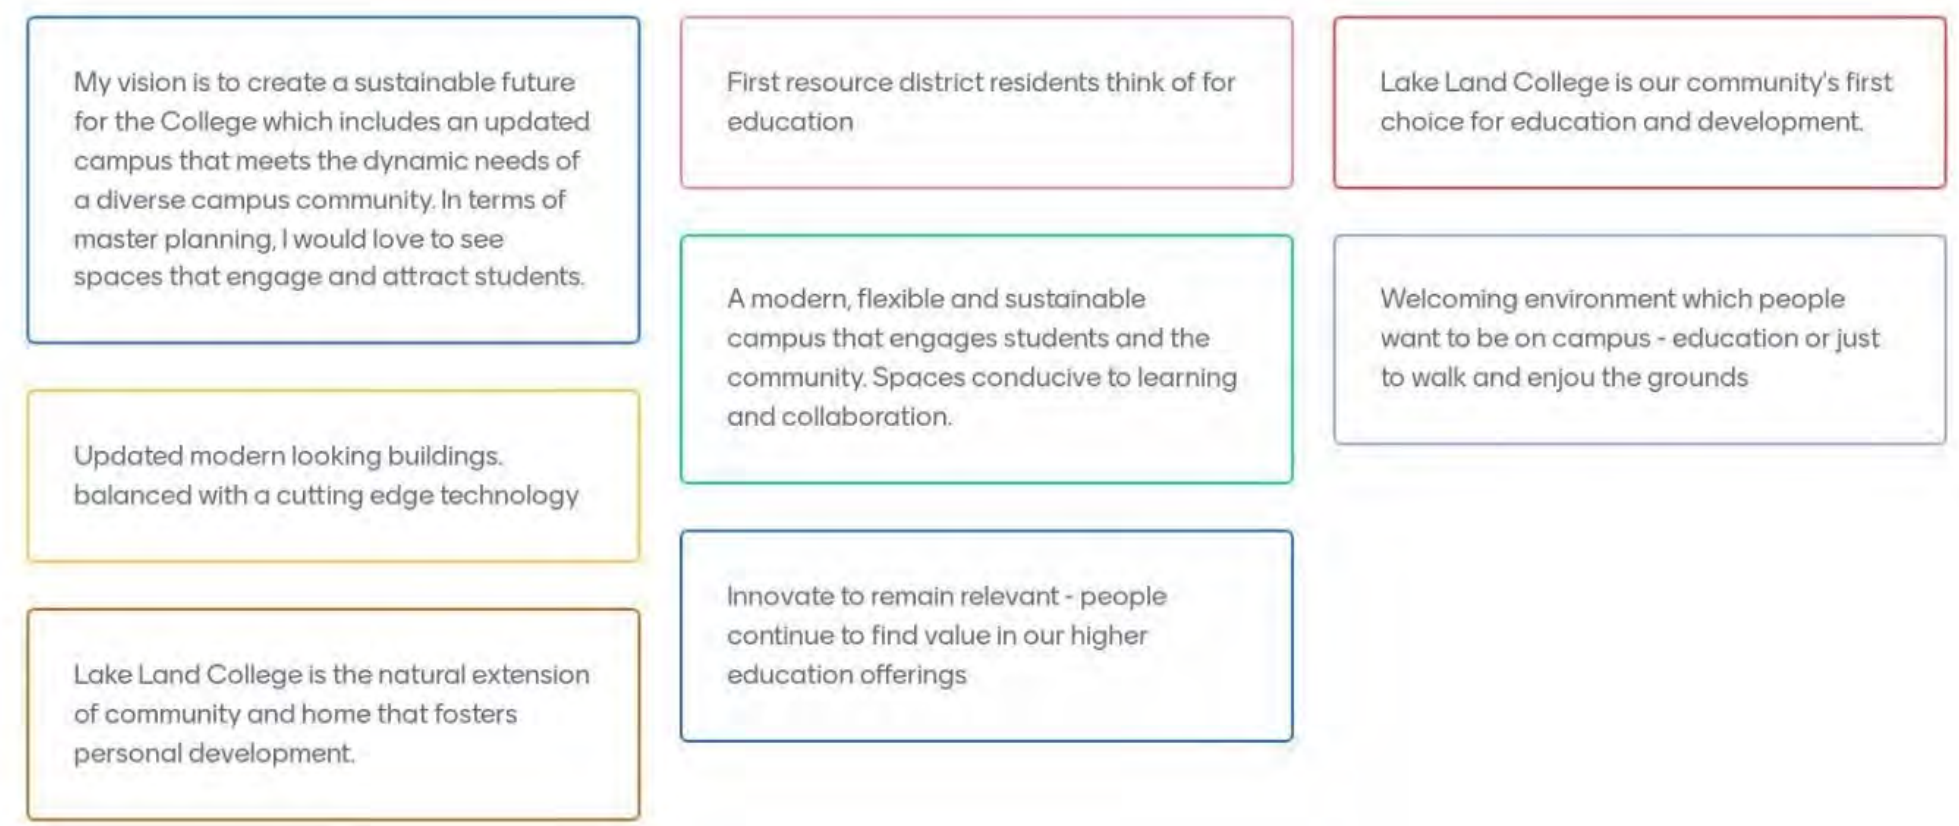 My vision is to create a sustainable future
for the College which includes an updated
campus that meets the dynamic needs of
a diverse campus community. In terms of
master planning, I would love to see
spaces that engage and attract students.
Updated modern looking buildings.
balanced with a cutting edge technology
Lake Land College is the natural extension
of community and home that fosters
personal development.
First resource district residents think of for
education
A modern, flexible and sustainable
campus that engages students and the
community. Spaces conducive to learning
and collaboration.
Innovate to remain relevant - people
continue to find value in our higher
education offerings
Lake Land College is our community's first
choice for education and development.
Welcoming environment which people
want to be on campus - education or just
to walk and enjou the grounds